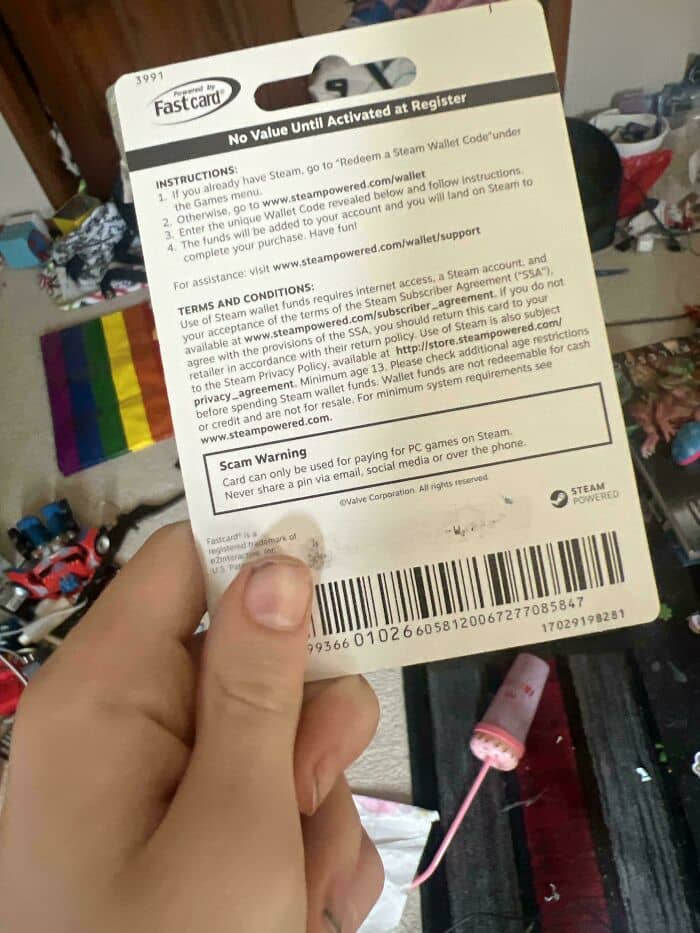 3991
Powered by
Fastcard®
No Value Until Activated at Register
INSTRUCTIONS:
1. If you already have Steam, go to "Redeem a Steam Wallet Code"under
the Games menu.
2. Otherwise, go to www.steampowered.com/wallet
3. Enter the unique Wallet Code revealed below and follow instructions.
4. The funds will be added to your account and you will land on Steam to
complete your purchase. Have fun!
For assistance: visit www.steampowered.com/wallet/support
TERMS AND CONDITIONS:
Use of Steam wallet funds requires internet access, a Steam account, and
your acceptance of the terms of the Steam Subscriber Agreement ("SSA"),
available at www.steampowered.com/subscriber_agreement. If you do not
agree with the provisions of the SSA, you should return this card to your
retailer in accordance with their return policy. Use of Steam is also subject
to the Steam Privacy Policy, available at http://store.steampowered.com/
privacy_agreement. Minimum age 13. Please check additional age restrictions
before spending Steam wallet funds. Wallet funds are not redeemable for cash
or credit and are not for resale. For minimum system requirements see
www.steampowered.com.
Scam Warning
Card can only be used for paying for PC games on Steam.
Never share a pin via email, social media or over the phone.
©Valve Corporation. All rights reserved.
STEAM™
POWERED
Fastcard® is a
registered trademark of
e2interactive, Inc.
U.S. Pate
99366 01026605812006727708584​7
17029198281